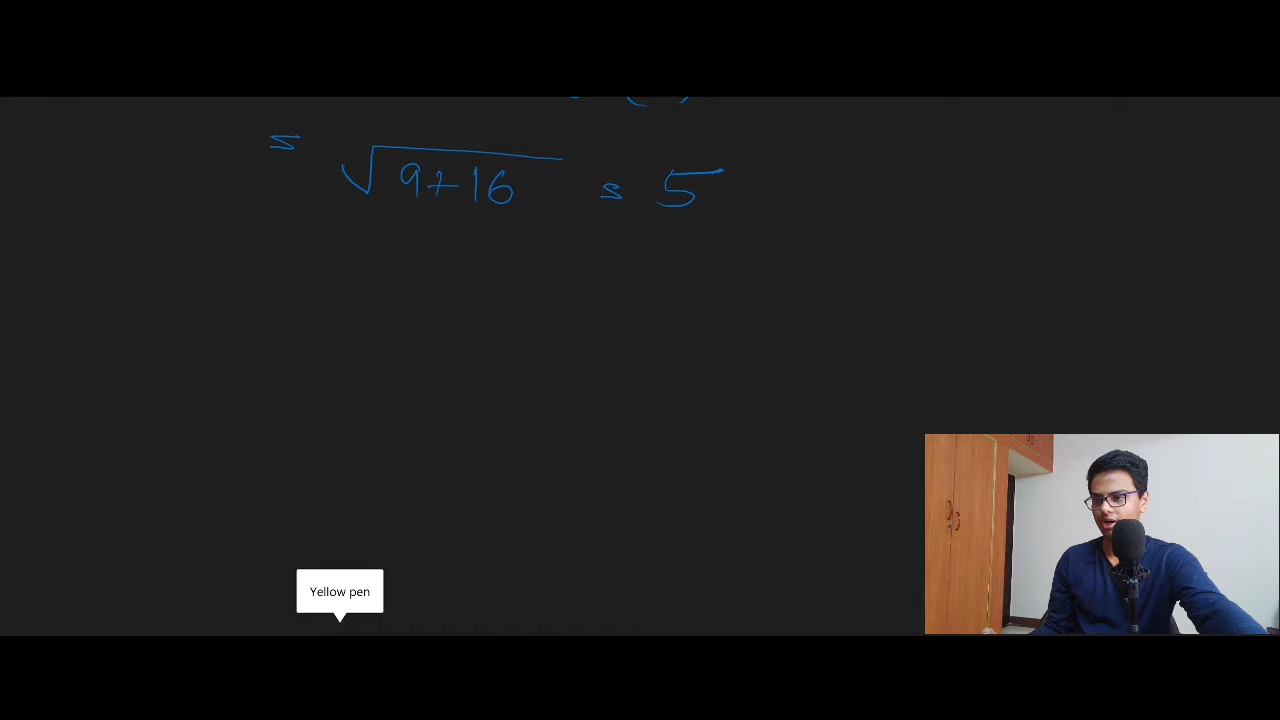 = √9+16 = 5
Yellow pen